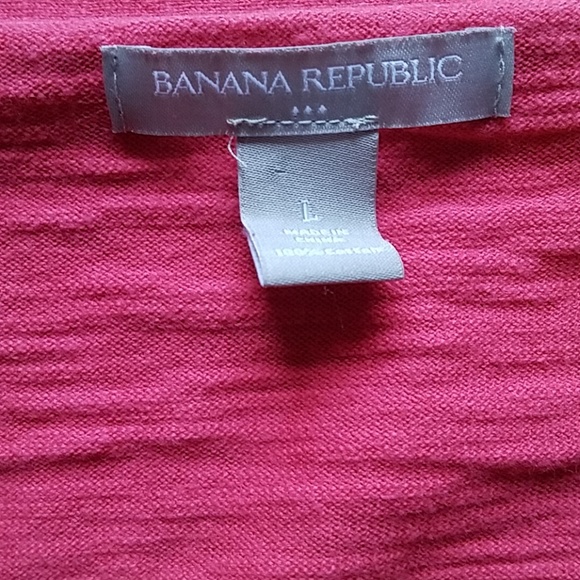 BANANA REPUBLIC
L
MADE IN
CHINA
100% COTTON